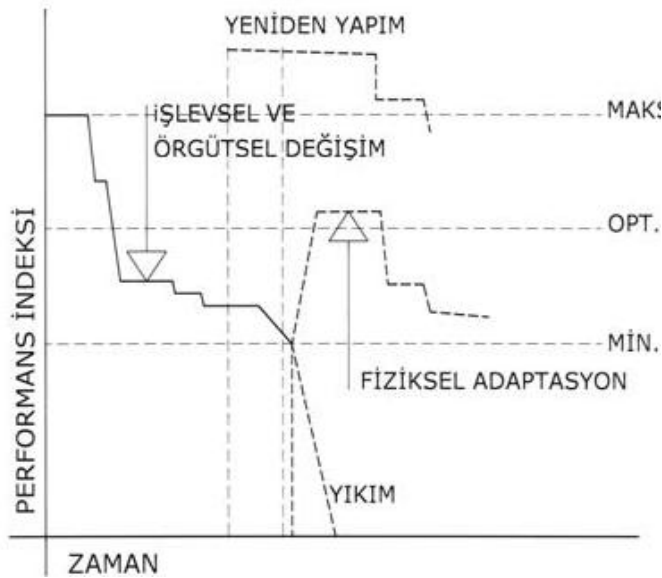 YENİDEN YAPIM
İŞLEVSEL VE
ÖRGÜTSEL DEĞİŞİM
MAKS
OPT.
MİN.
PERFORMANS İNDEKSİ
FİZİKSEL ADAPTASYON
YIKIM
ZAMAN